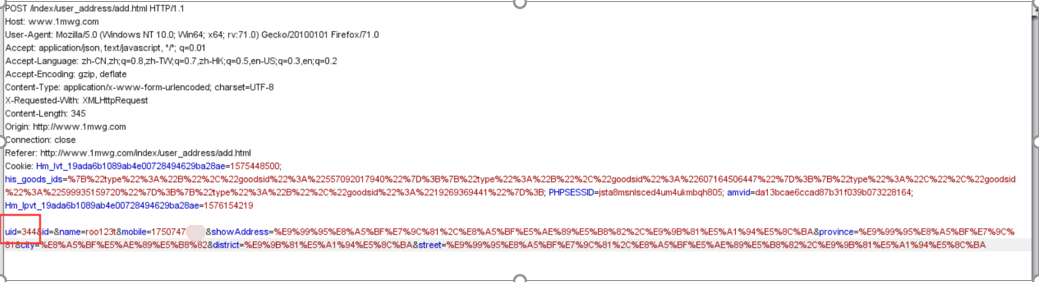 POST /index/user_address/add.html HTTP/1.1
Host: www.1mwg.com
User-Agent: Mozilla/5.0 (Windows NT 10.0; Win64; x64; rv:71.0) Gecko/20100101 Firefox/71.0
Accept: application/json, text/javascript, */*; q=0.01
Accept-Language: zh-CN,zh;q=0.8,zh-TW;q=0.7,zh-HK;q=0.5,en-US;q=0.3,en;q=0.2
Accept-Encoding: gzip, deflate
Content-Type: application/x-www-form-urlencoded; charset=UTF-8
X-Requested-With: XMLHttpRequest
Content-Length: 345
Origin: http://www.1mwg.com
Connection: close
Referer: http://www.1mwg.com/index/user_address/add.html
Cookie: Hm_lvt_19ada6b1089ab4e00728494629ba28ae=1575448500;
his_goods_ids=%7B%22type%22%3A%22B%22%2C%22goodsid%22%3A%22557092017940%22%7D%3B%7B%22type%22%3A%22B%22%2C%22goodsid%22%3A%22607164506447%22%7D%3B%7B%22type%22%3A%22C%22%2C%22goodsid
%22%3A%22599935159720%22%7D%3B%7B%22type%22%3A%22B%22%2C%22goodsid%22%3A%2219269369441%22%7D%3B; PHPSESSID=jsta8msnlsced4um4ukmbqh805; amvid=da13bcae6ccad87b31f039b073228164;
Hm_lpvt_19ada6b1089ab4e00728494629ba28ae=1576154219
uid=344&id=&name=roo123t&mobile=1750747 &showAddress=%E9%99%95%E8%A5%BF%E7%9C%81%2C%E8%A5%BF%E5%AE%89%E5%B8%82%2C%E9%9B%81%E5%A1%94%E5%8C%BA&province=%E9%99%95%E8%A5%BF%E7%9C%
81&city=%E8%A5%BF%E5%AE%89%E5%B8%82&district=%E9%9B%81%E5%A1%94%E5%8C%BA&street=%E9%99%95%E8%A5%BF%E7%9C%81%2C%E8%A5%BF%E5%AE%89%E5%B8%82%2C%E9%9B%81%E5%A1%94%E5%8C%BA